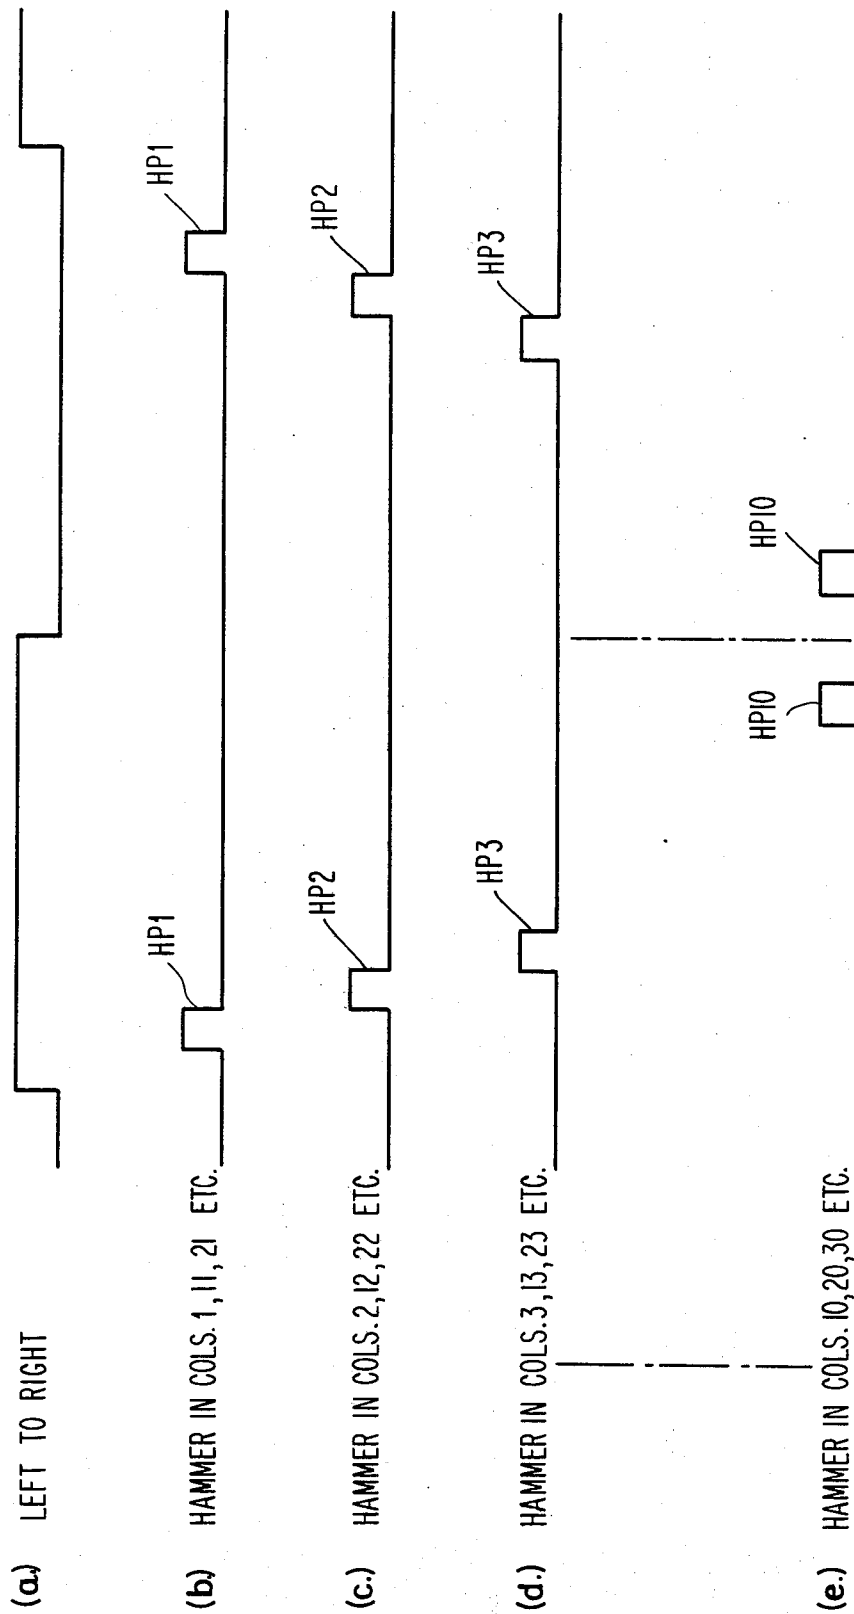 (a.) LEFT TO RIGHT
(b.) HAMMER IN COLS. 1, 11, 21 ETC.
HP1
HP1
(c.) HAMMER IN COLS. 2, 12, 22 ETC.
HP2
HP2
(d.) HAMMER IN COLS. 3, 13, 23 ETC.
HP3
HP3
(e.) HAMMER IN COLS. 10, 20, 30 ETC.
HP10
HP10